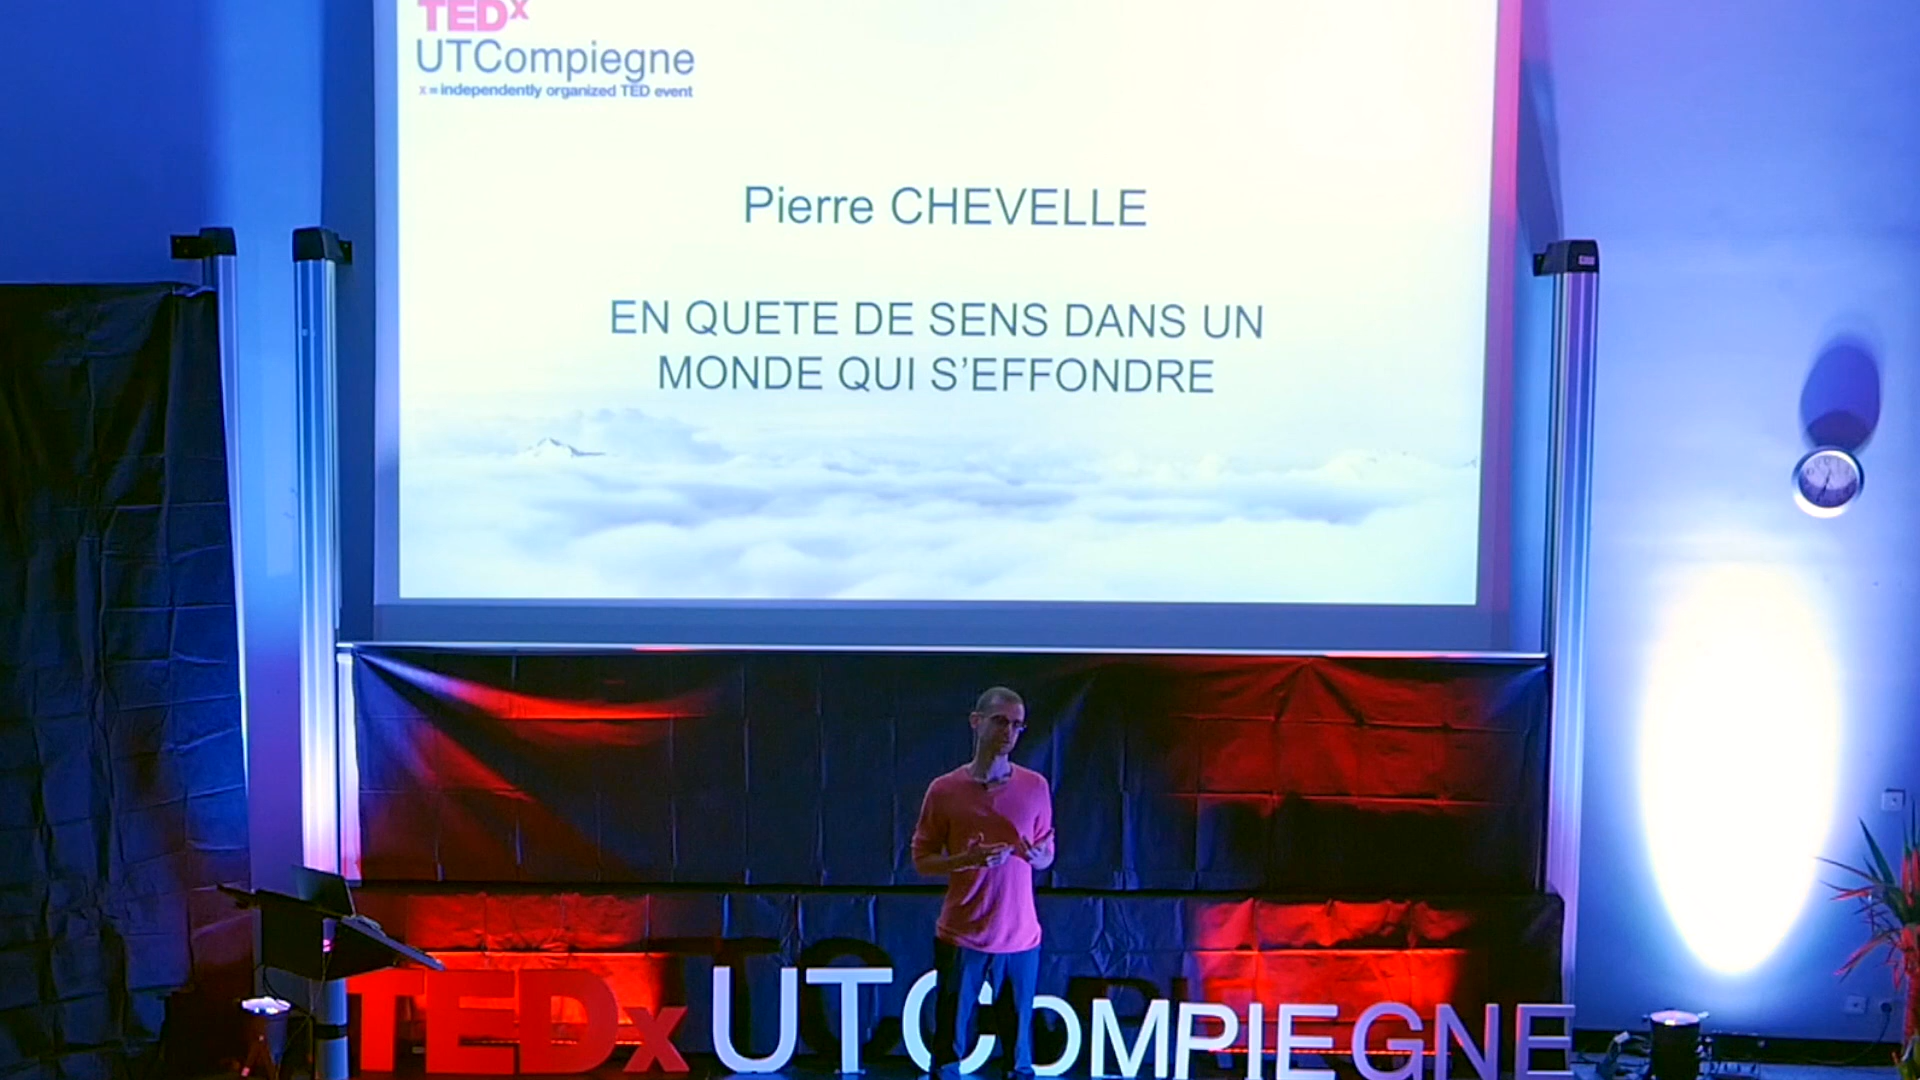 TEDx
UTCompiegne
x = independently organized TED event
Pierre CHEVELLE
EN QUETE DE SENS DANS UN
MONDE QUI S'EFFONDRE
TEDx UTCOMPIEGNE